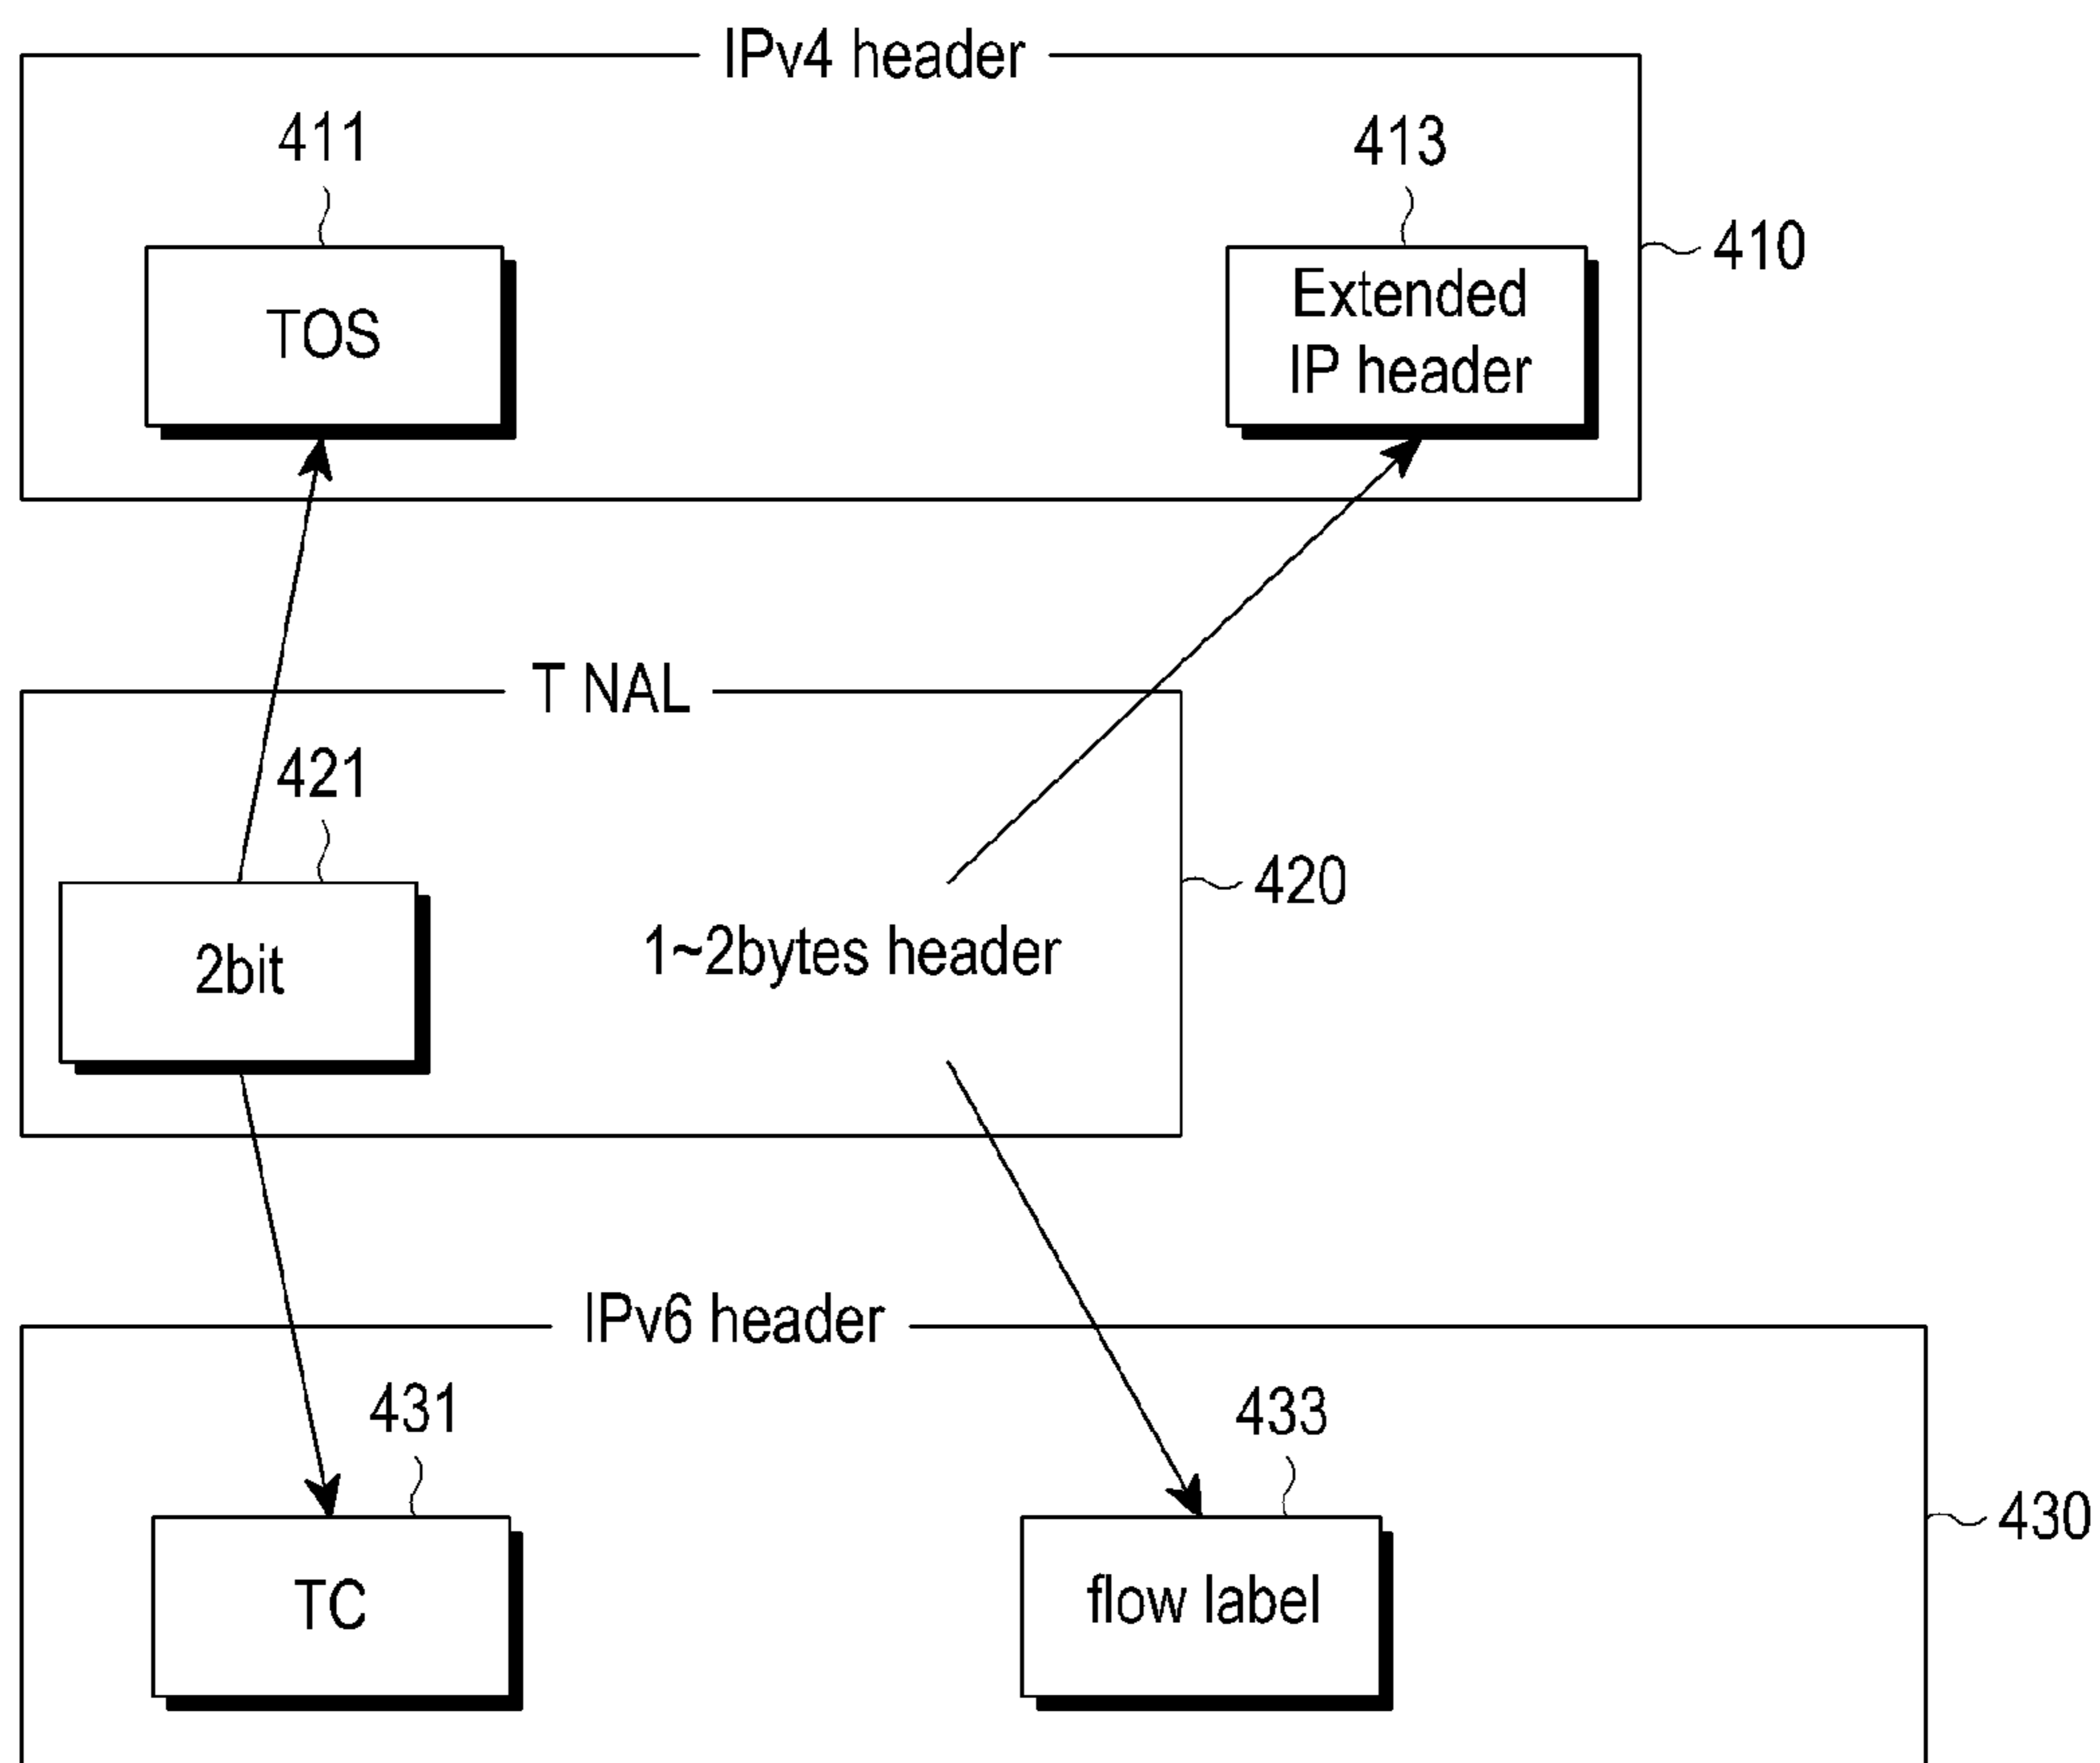 IPv4 header
411
413
TOS
Extended
IP header
410
T NAL
421
2bit
1~2bytes header
420
IPv6 header
431
433
TC
flow label
430